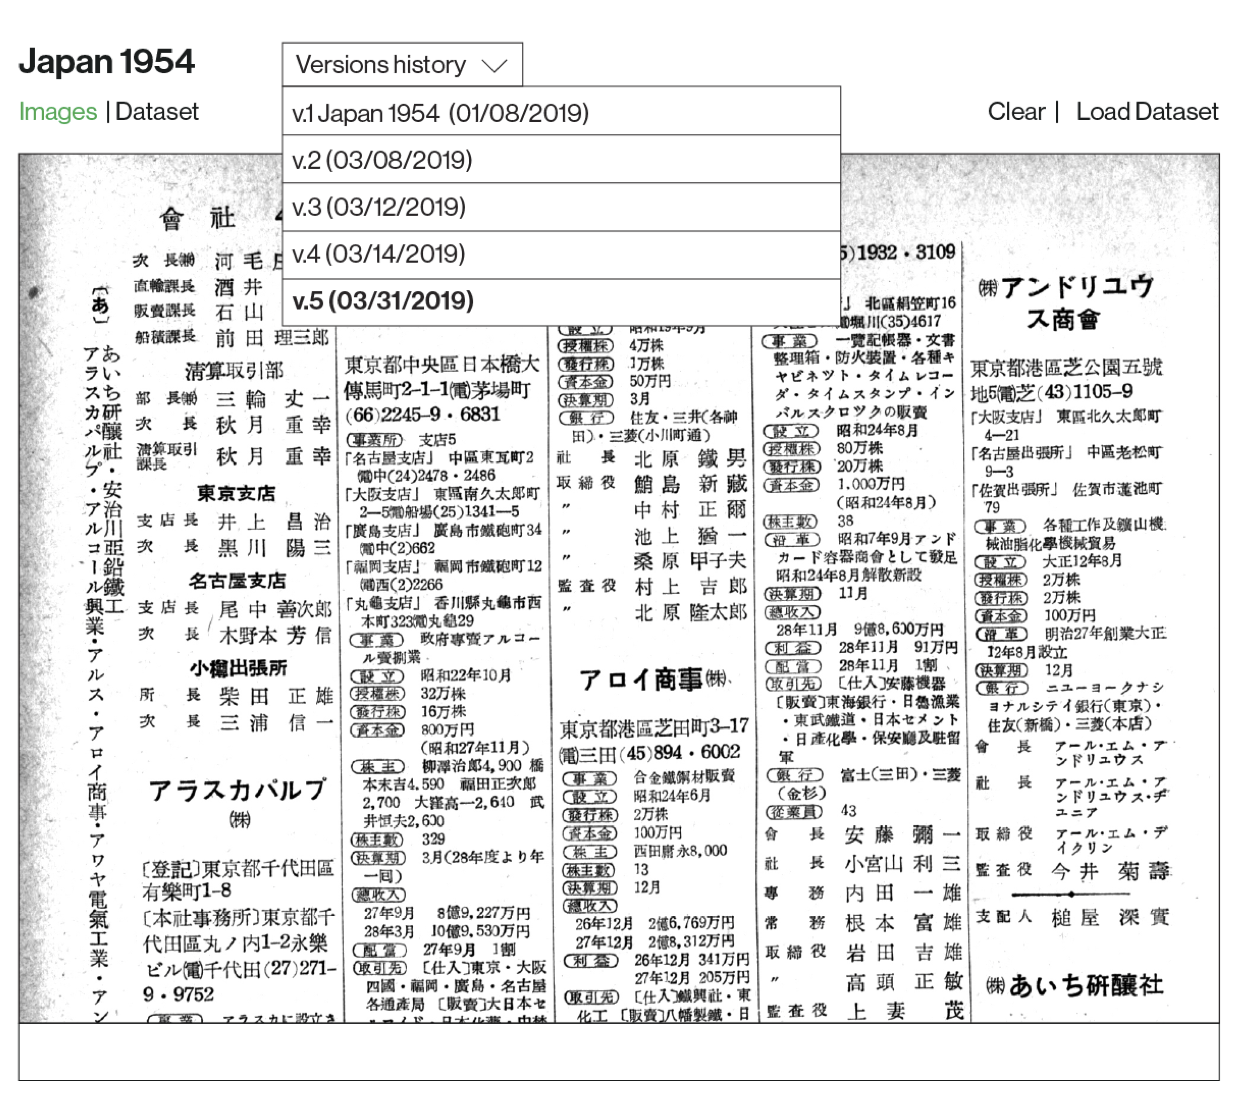 Japan 1954
Versions history
Images | Dataset
Clear | Load Dataset
v.1 Japan 1954 (01/08/2019)
v.2 (03/08/2019)
v.3 (03/12/2019)
v.4 (03/14/2019)
v.5 (03/31/2019)
會社
〔あ〕
あいち研釀社・安治川亜鉛鐵工
アラスカパルプ・アルコール興業・アルス・アロイ商事・アワヤ電氣工業・アン
次長㈱ 河毛
直輸課長 酒井
販賣課長 石山
船積課長 前田理三郎
清算取引部
部長㈱ 三輪丈一
次長 秋月重幸
清算取引課長 秋月重幸
東京支店
支店長 井上昌治
次長 黒川陽三
名古屋支店
支店長 尾中善次郎
次長 木野本芳信
小樽出張所
所長 柴田正雄
次長 三浦信一
アラスカパルプ
㈱
〔登記〕東京都千代田區
有樂町1-8
〔本社事務所〕東京都千
代田區丸ノ内1-2永樂
ビル電千代田(27)271-
9・9752
東京都中央區日本橋大
傳馬町2-1-1電茅場町
(66)2245-9・6831
事業所 支店5
「名古屋支店」 中區東瓦町2
電中(24)2478・2486
「大阪支店」 東區南久太郎町
2—5電船場(25)1341—5
「廣島支店」 廣島市鐵砲町34
電中(2)662
「福岡支店」 福岡市鐵砲町12
電西(2)2266
「丸龜支店」 香川縣丸龜市西
本町323電丸龜29
事業 政府専賣アルコー
ル賣捌業
設立 昭和22年10月
授權株 32万株
發行株 16万株
資本金 800万円
(昭和27年11月)
株主 柳澤治郎4,900 橋
本末吉4,590 福田正次郎
2,700 大窪高一2,640 武
井恒夫2,600
株主數 329
決算期 3月(28年度より年
一回)
總收入
27年9月 8億9,227万円
28年3月 10億9,530万円
配當 27年9月 1割
取引先 〔仕入〕東京・大阪
四國・福岡・廣島・名古屋
各通産局 〔販賣〕大日本セ
設立 昭和19年9月
授權株 4万株
發行株 1万株
資本金 50万円
決算期 3月
銀行 住友・三井(各神
田)・三菱(小川町通)
社長 北原鐵男
取締役 鮹島新藏
〃 中村正爾
〃 池上猶一
〃 桑原甲子夫
監査役 村上吉郎
〃 北原隆太郎
アロイ商事㈱
東京都港區芝田町3-17
電三田(45)894・6002
事業 合金鐵鋼材販賣
設立 昭和24年6月
發行株 2万株
資本金 100万円
株主 西田庸永8,000
株主數 13
決算期 12月
總收入
26年12月 2億6,769万円
27年12月 2億8,312万円
利益 26年12月 341万円
27年12月 205万円
取引先 〔仕入〕鐵興社・東
化工 〔販賣〕八幡製鐵・日
5)1932・3109
」 北區絹笠町16
電堀川(35)4617
事業 一覽記帳器・文書
整理箱・防火裝置・各種キ
ヤビネツト・タイムレコー
ダ・タイムスタンプ・イン
バルスクロツクの販賣
設立 昭和24年8月
授權株 80万株
發行株 20万株
資本金 1.000万円
(昭和24年8月)
株主數 38
沿革 昭和7年9月アンド
カード容器商會として發足
昭和24年8月解散新設
決算期 11月
總收入
28年11月 9億8,600万円
利益 28年11月 91万円
配當 28年11月 1割
取引先 〔仕入〕安藤機器
〔販賣〕東海銀行・日魯漁業
・東武鐵道・日本セメント
・日産化學・保安廳及駐留
軍
銀行 富士(三田)・三菱
(金杉)
從業員 43
會長 安藤彌一
社長 小宮山利三
專務 内田一雄
常務 根本富雄
取締役 岩田吉雄
〃 高頭正敏
監査役 上妻茂
㈱アンドリユウ
ス商會
東京都港區芝公園五號
地5電芝(43)1105-9
「大阪支店」 東區北久太郎町
4—21
「名古屋出張所」 中區老松町
9—3
「佐賀出張所」 佐賀市蓮池町
79
事業 各種工作及鑛山機
械油脂化學機械貿易
設立 大正12年8月
授權株 2万株
發行株 2万株
資本金 100万円
沿革 明治27年創業大正
12年8月設立
決算期 12月
銀行 ニユーヨークナシ
ヨナルシテイ銀行(東京)・
住友(新橋)・三菱(本店)
會長 アール・エム・ア
ンドリユウス
社長 アール・エム・ア
ンドリユウス・ヂ
ユニア
取締役 アール・エム・デ
イクリン
監査役 今井菊壽
支配人 槌屋深實
㈱あいち硏釀社